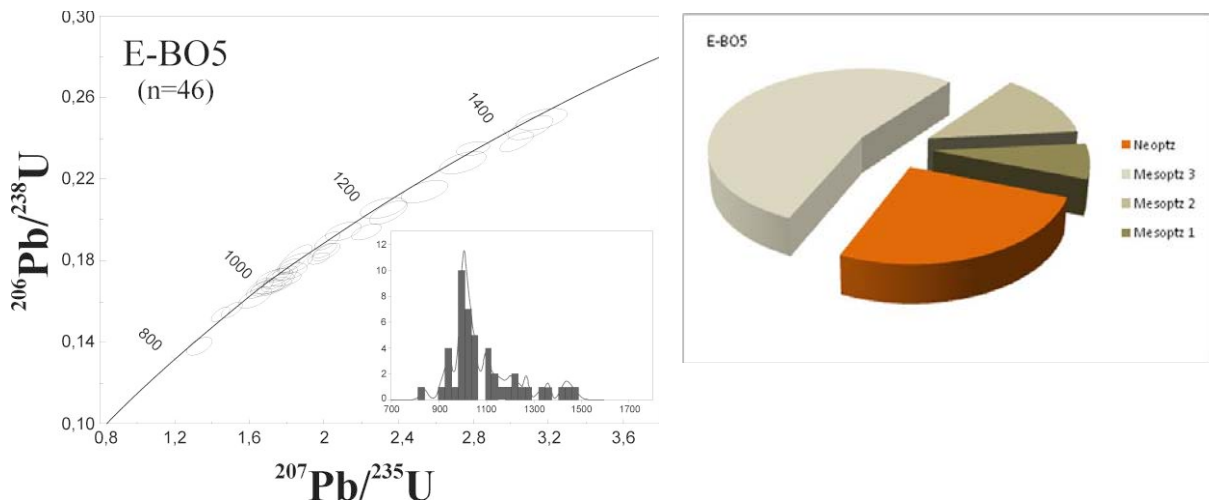 0,30
0,26
0,22
0,18
0,14
0,10
²⁰⁶Pb/²³⁸U
E-BO5
(n=46)
1400
1200
1000
800
12
10
8
6
4
2
0
700 900 1100 1300 1500 1700
0,8 1,2 1,6 2 2,4 2,8 3,2 3,6
²⁰⁷Pb/²³⁵U
E-BO5
Neoptz
Mesoptz 3
Mesoptz 2
Mesoptz 1